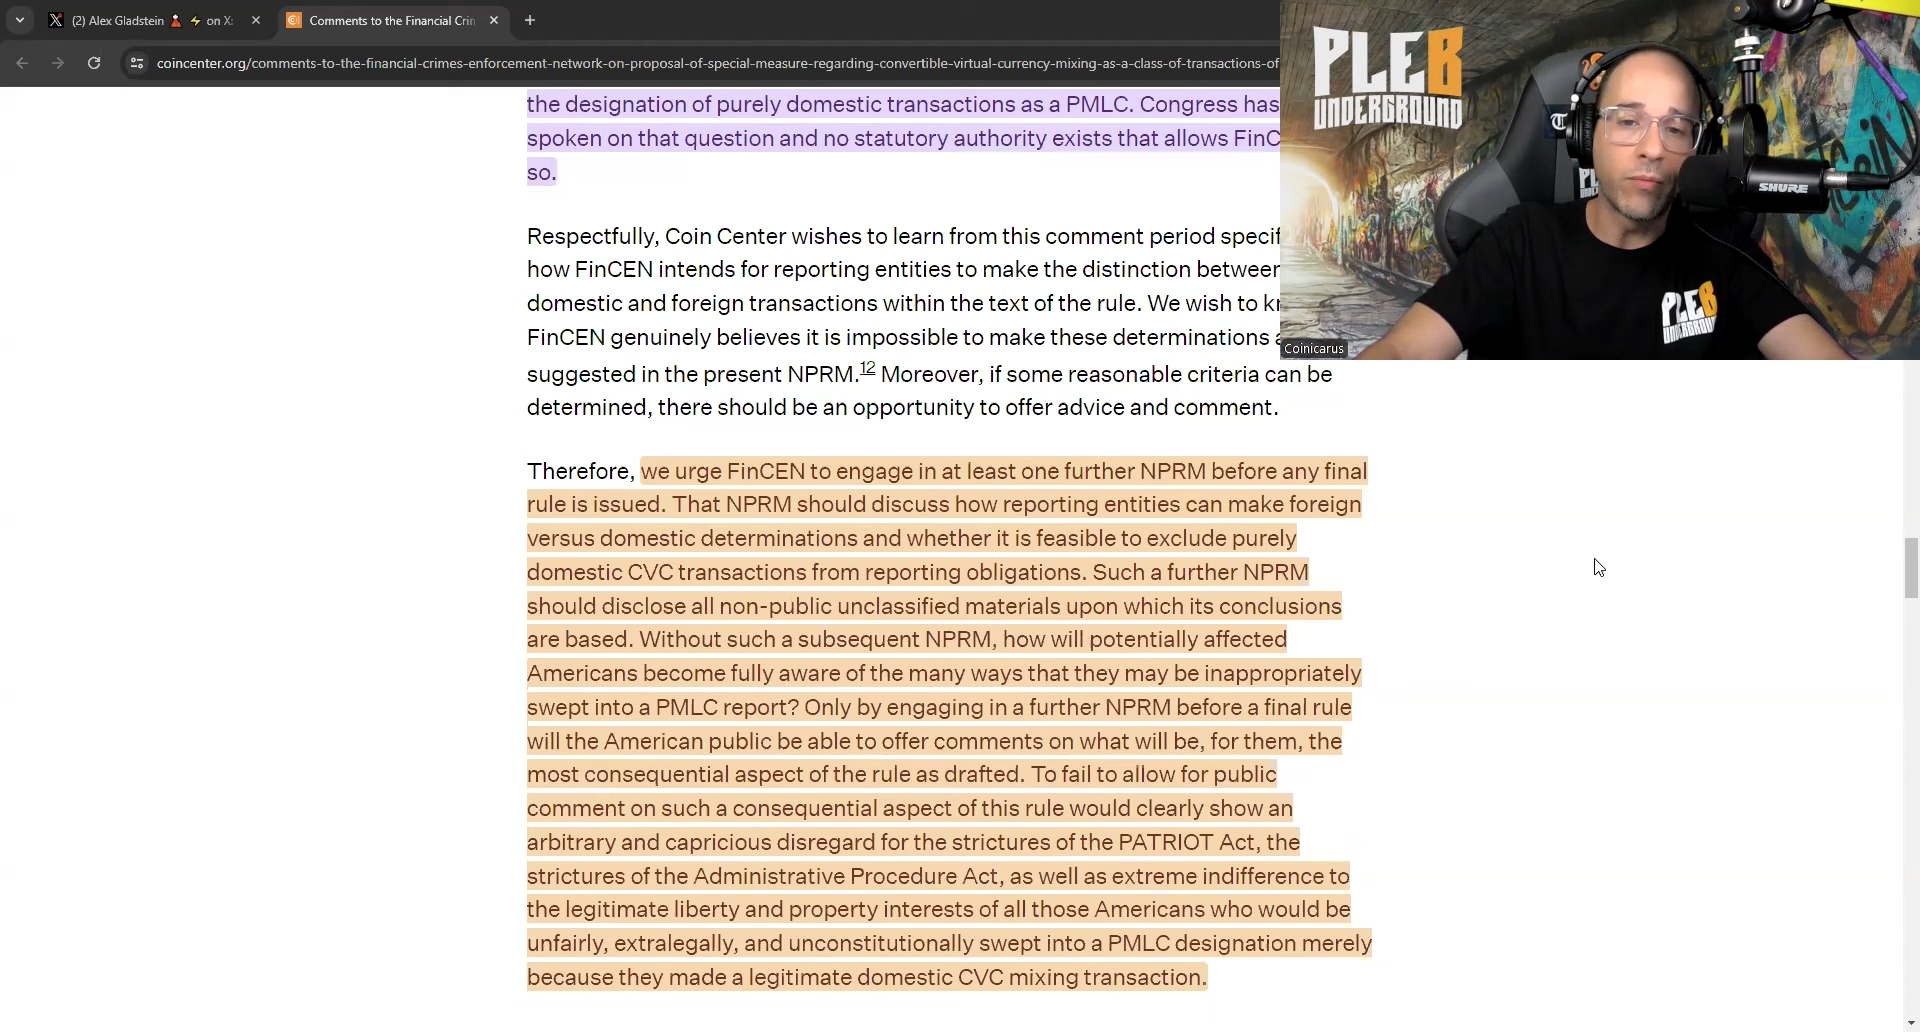 (2) Alex Gladstein ♟️ ⚡ on X:
Comments to the Financial Crin
coincenter.org/comments-to-the-financial-crimes-enforcement-network-on-proposal-of-special-measure-regarding-convertible-virtual-currency-mixing-as-a-class-of-transactions-of
the designation of purely domestic transactions as a PMLC. Congress has
spoken on that question and no statutory authority exists that allows FinC
so.
Respectfully, Coin Center wishes to learn from this comment period specif
how FinCEN intends for reporting entities to make the distinction between
domestic and foreign transactions within the text of the rule. We wish to k
FinCEN genuinely believes it is impossible to make these determinations
suggested in the present NPRM.12 Moreover, if some reasonable criteria can be
determined, there should be an opportunity to offer advice and comment.
Therefore, we urge FinCEN to engage in at least one further NPRM before any final
rule is issued. That NPRM should discuss how reporting entities can make foreign
versus domestic determinations and whether it is feasible to exclude purely
domestic CVC transactions from reporting obligations. Such a further NPRM
should disclose all non-public unclassified materials upon which its conclusions
are based. Without such a subsequent NPRM, how will potentially affected
Americans become fully aware of the many ways that they may be inappropriately
swept into a PMLC report? Only by engaging in a further NPRM before a final rule
will the American public be able to offer comments on what will be, for them, the
most consequential aspect of the rule as drafted. To fail to allow for public
comment on such a consequential aspect of this rule would clearly show an
arbitrary and capricious disregard for the strictures of the PATRIOT Act, the
strictures of the Administrative Procedure Act, as well as extreme indifference to
the legitimate liberty and property interests of all those Americans who would be
unfairly, extralegally, and unconstitutionally swept into a PMLC designation merely
because they made a legitimate domestic CVC mixing transaction.
PLEB
UNDERGROUND
SHURE
PLEB
UNDERGROUND
Coinicarus